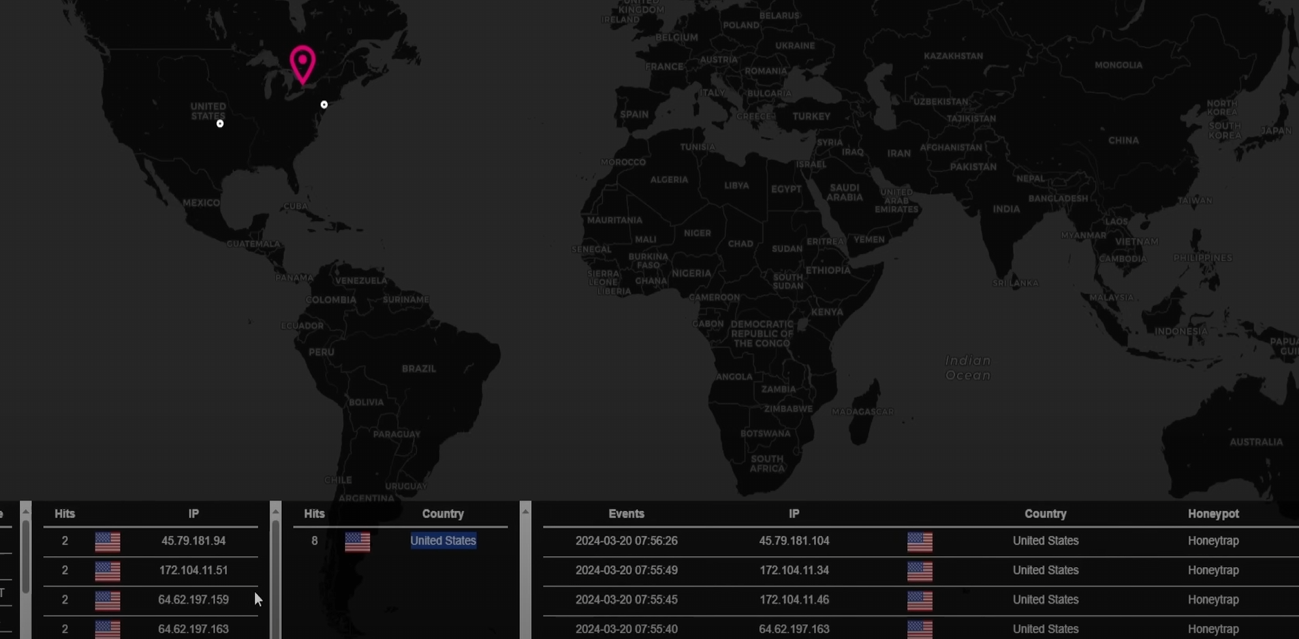 UNITED
KINGDOM
IRELAND
BELARUS
POLAND
BELGIUM
UKRAINE
FRANCE
AUSTRIA
ROMANIA
KAZAKHSTAN
MONGOLIA
ITALY
BULGARIA
UZBEKISTAN
NORTH
KOREA
UNITED
STATES
SPAIN
GREECE
TURKEY
TAJIKISTAN
SOUTH
KOREA
JAPAN
TUNISIA
SYRIA
IRAQ
IRAN
AFGHANISTAN
CHINA
MOROCCO
ISRAEL
PAKISTAN
ALGERIA
LIBYA
EGYPT
SAUDI
ARABIA
UNITED
ARAB
EMIRATES
NEPAL
BANGLADESH
TAIWAN
MEXICO
CUBA
MAURITANIA
INDIA
MALI
NIGER
CHAD
SUDAN
ERITREA
YEMEN
MYANMAR
LAOS
VIETNAM
GUATEMALA
SENEGAL
BURKINA
FASO
CAMBODIA
PHILIPPINES
PANAMA
VENEZUELA
SIERRA
LEONE
LIBERIA
GHANA
NIGERIA
SOUTH
SUDAN
ETHIOPIA
SRI LANKA
COLOMBIA
SURINAME
CAMEROON
MALAYSIA
ECUADOR
GABON
DEMOCRATIC
REPUBLIC OF
THE CONGO
KENYA
INDONESIA
PAPUA
GUI
PERU
BRAZIL
Indian
Ocean
ANGOLA
ZAMBIA
BOLIVIA
ZIMBABWE
MADAGASCAR
PARAGUAY
BOTSWANA
AUSTRALIA
SOUTH
AFRICA
CHILE
URUGUAY
ARGENTINA
e
T
Hits IP
2 45.79.181.94
2 172.104.11.51
2 64.62.197.159
2 64.62.197.163
Hits Country
8 United States
Events IP Country Honeypot
2024-03-20 07:56:26 45.79.181.104 United States Honeytrap
2024-03-20 07:55:49 172.104.11.34 United States Honeytrap
2024-03-20 07:55:45 172.104.11.46 United States Honeytrap
2024-03-20 07:55:40 64.62.197.163 United States Honeytrap